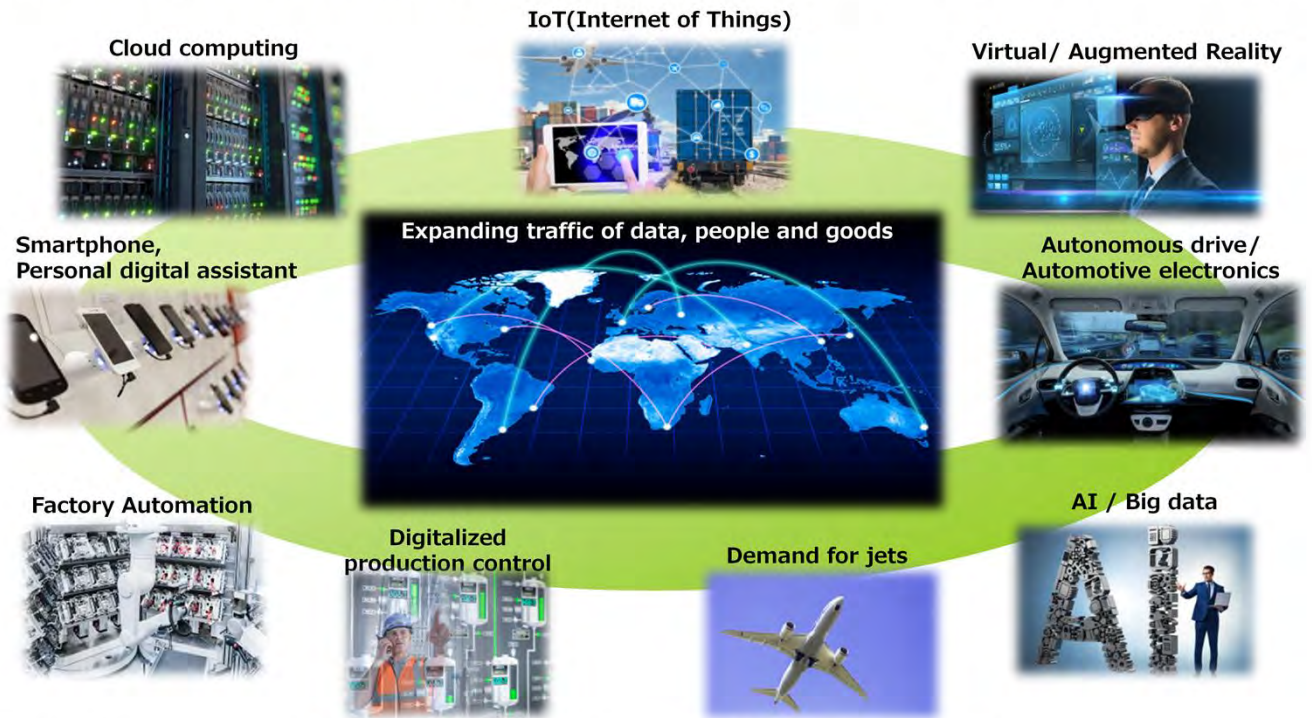 IoT(Internet of Things)
Cloud computing
Virtual/ Augmented Reality
Smartphone,
Personal digital assistant
Expanding traffic of data, people and goods
Autonomous drive/
Automotive electronics
Factory Automation
Digitalized
production control
Demand for jets
AI / Big data
AI